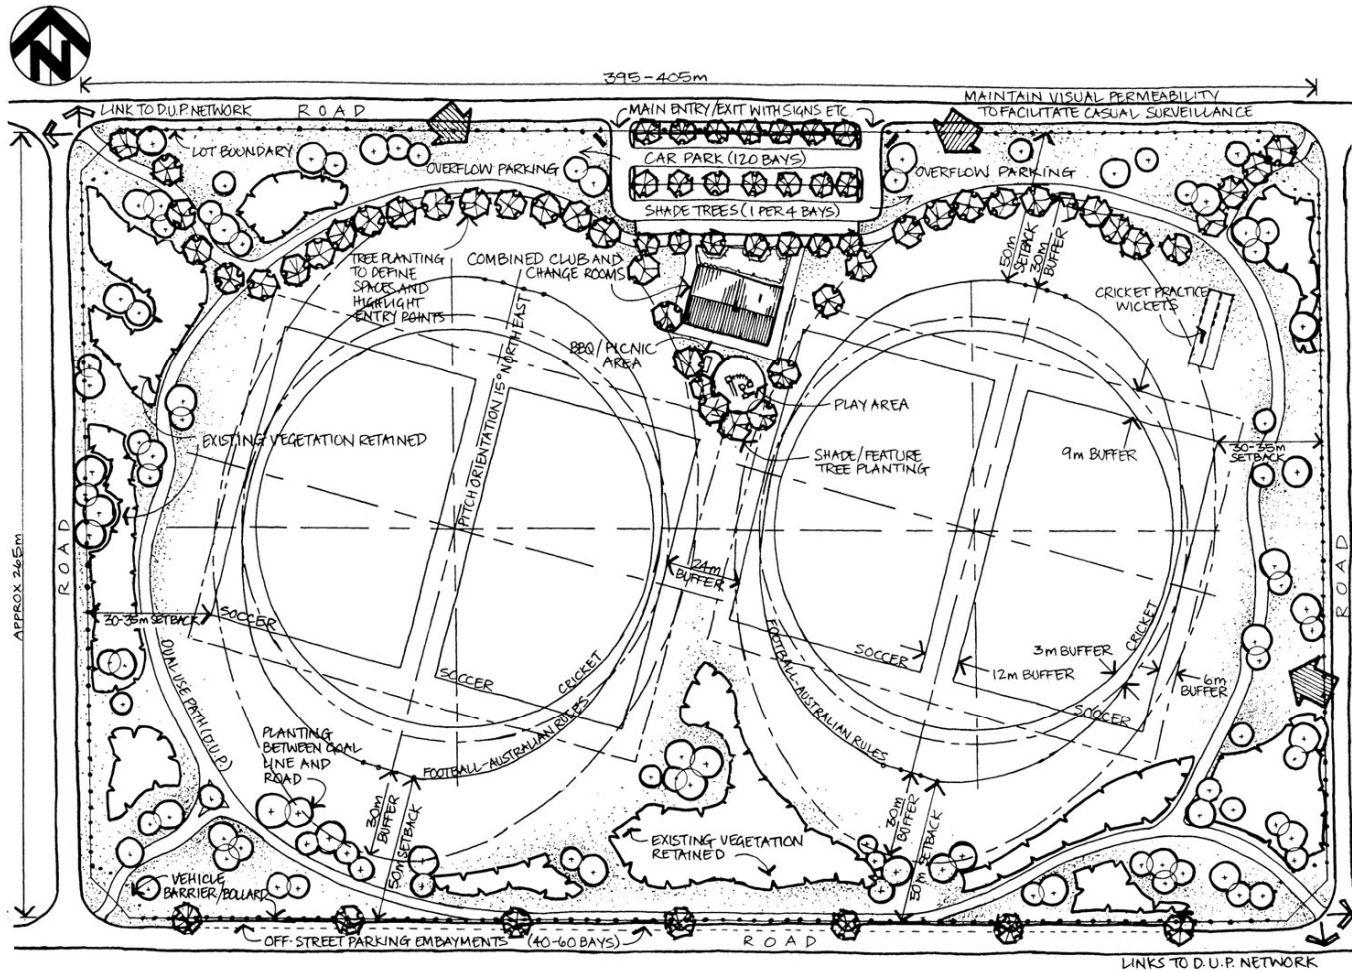 N
395-405m
LINK TO D.U.P. NETWORK
ROAD
MAIN ENTRY/EXIT WITH SIGNS ETC.
MAINTAIN VISUAL PERMEABILITY
TO FACILITATE CASUAL SURVEILLANCE
LOT BOUNDARY
OVERFLOW PARKING
CAR PARK (120 BAYS)
OVERFLOW PARKING
SHADE TREES (1 PER 4 BAYS)
TREE PLANTING
TO DEFINE
SPACES AND
HIGHLIGHT
ENTRY POINTS
COMBINED CLUB AND
CHANGE ROOMS
50m
SETBACK
30m
BUFFER
CRICKET PRACTICE
WICKETS
BBQ/PICNIC
AREA
PITCH ORIENTATION 15° NORTHEAST
PLAY AREA
EXISTING VEGETATION RETAINED
SHADE/FEATURE
TREE PLANTING
9m BUFFER
30-35m
SETBACK
APPROX 265m
ROAD
ROAD
24m
BUFFER
30-35m SETBACK
SOCCER
SOCCER
CRICKET
FOOTBALL-AUSTRALIAN RULES
DUAL USE PATH (D.U.P.)
FOOTBALL-AUSTRALIAN RULES
SOCCER
3m BUFFER
CRICKET
12m BUFFER
6m
BUFFER
SOCCER
PLANTING
BETWEEN GOAL
LINE AND
ROAD
30m
BUFFER
50m SETBACK
30m
BUFFER
50m SETBACK
EXISTING VEGETATION
RETAINED
VEHICLE
BARRIER/BOLLARD
OFF-STREET PARKING EMBAYMENTS (40-60 BAYS)
ROAD
LINKS TO D.U.P. NETWORK